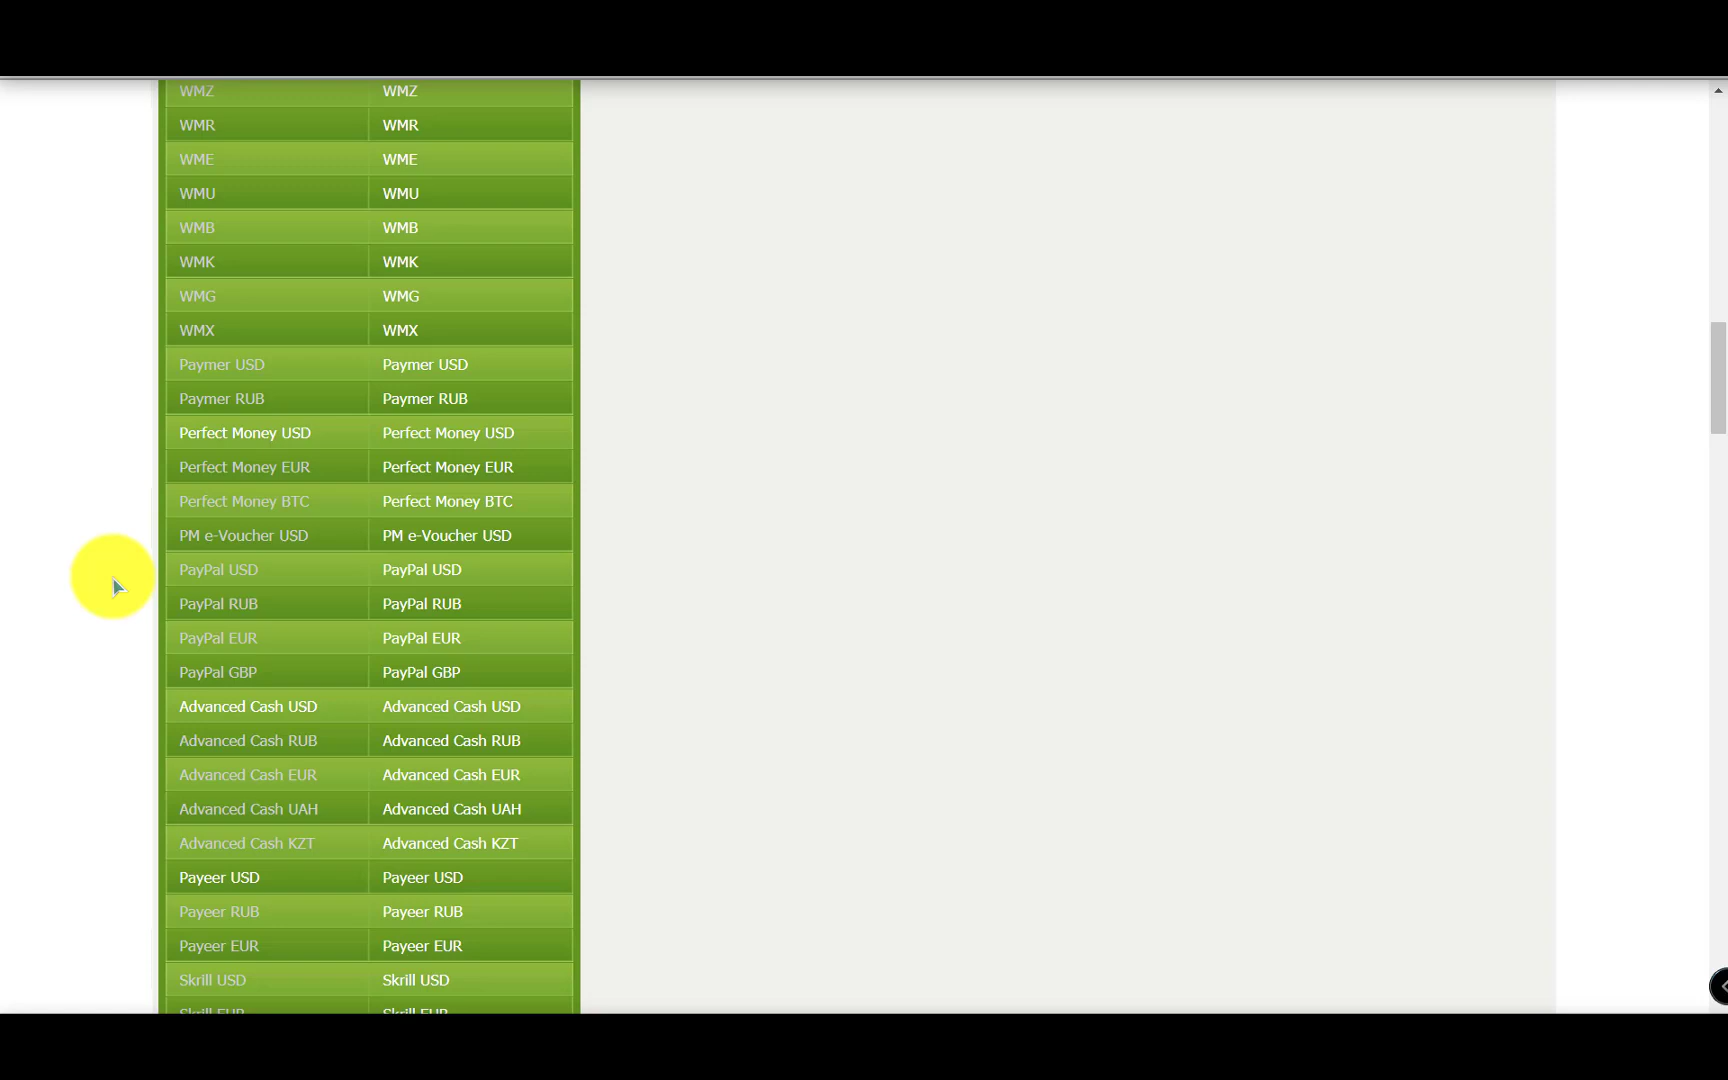 WMZ WMZ
WMR WMR
WME WME
WMU WMU
WMB WMB
WMK WMK
WMG WMG
WMX WMX
Paymer USD Paymer USD
Paymer RUB Paymer RUB
Perfect Money USD Perfect Money USD
Perfect Money EUR Perfect Money EUR
Perfect Money BTC Perfect Money BTC
PM e-Voucher USD PM e-Voucher USD
PayPal USD PayPal USD
PayPal RUB PayPal RUB
PayPal EUR PayPal EUR
PayPal GBP PayPal GBP
Advanced Cash USD Advanced Cash USD
Advanced Cash RUB Advanced Cash RUB
Advanced Cash EUR Advanced Cash EUR
Advanced Cash UAH Advanced Cash UAH
Advanced Cash KZT Advanced Cash KZT
Payeer USD Payeer USD
Payeer RUB Payeer RUB
Payeer EUR Payeer EUR
Skrill USD Skrill USD
Skrill EUR Skrill EUR